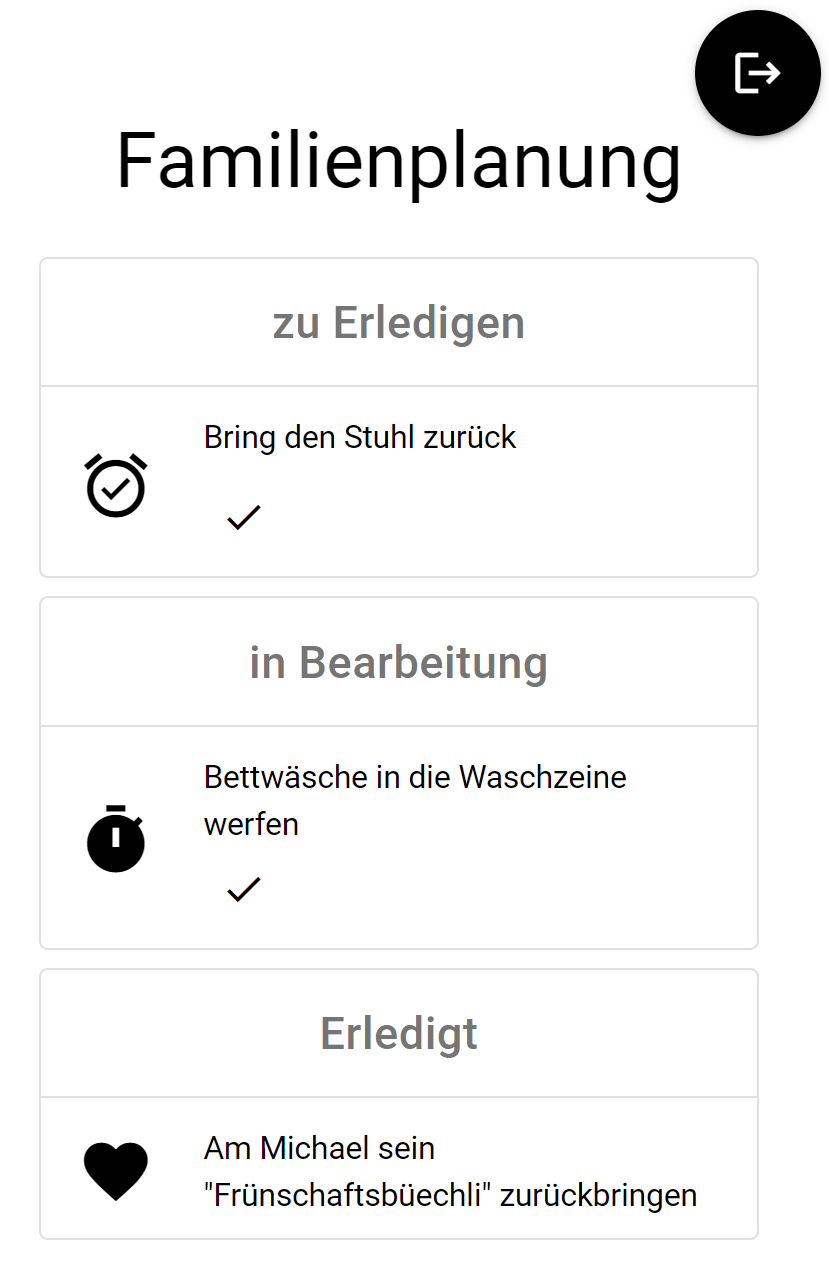 Familienplanung
zu Erledigen
Bring den Stuhl zurück
in Bearbeitung
Bettwäsche in die Waschzeine
werfen
Erledigt
Am Michael sein
"Frünschaftsbüechli" zurückbringen